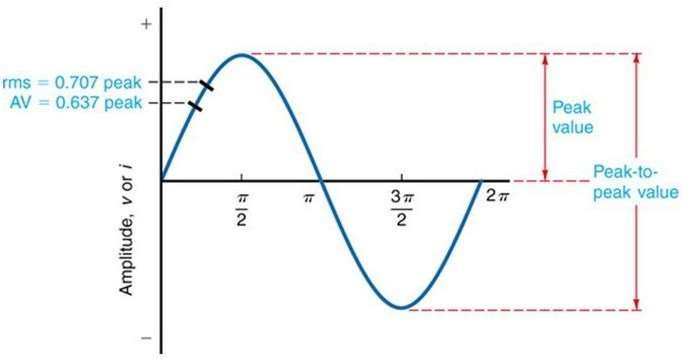 +
rms = 0.707 peak
AV = 0.637 peak
Peak
value
Peak-to-
peak value
π
2
π
3π
2
2π
Amplitude, v or i
−